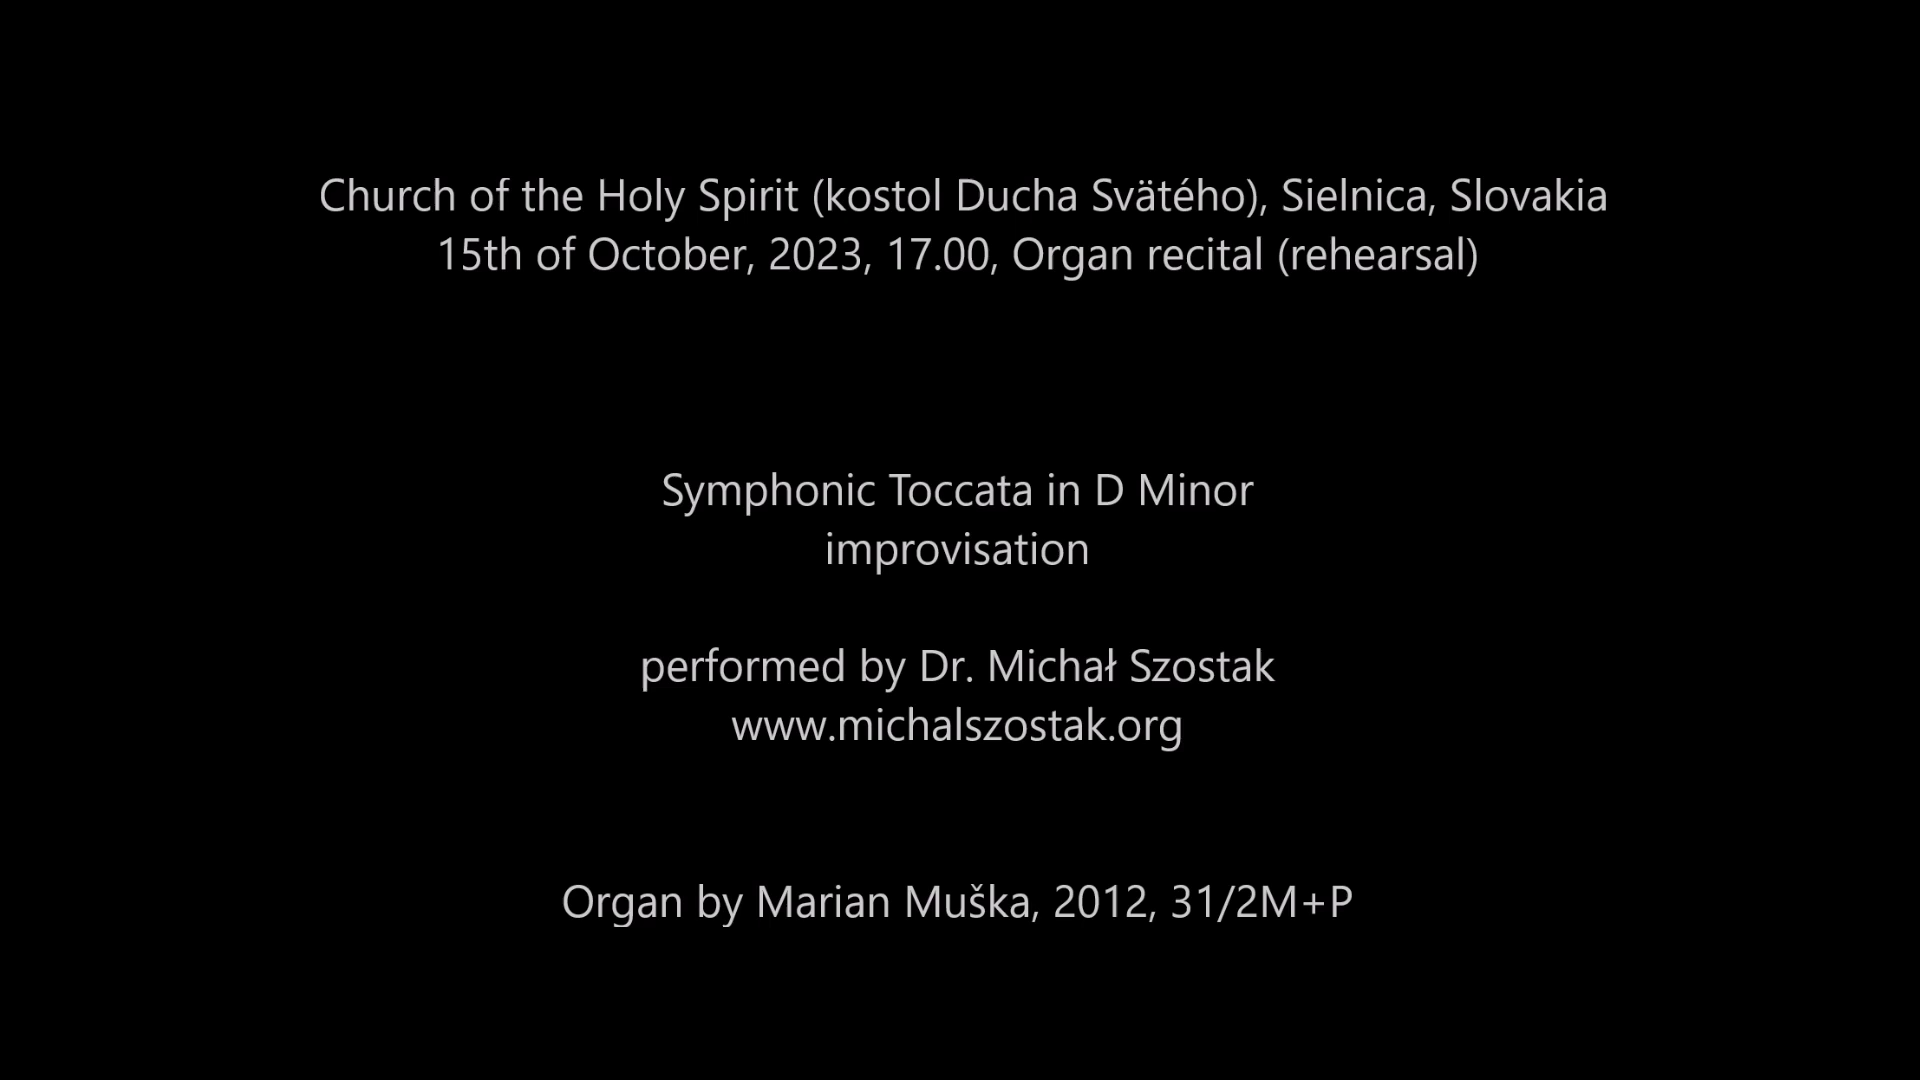 Church of the Holy Spirit (kostol Ducha Svätého), Sielnica, Slovakia
15th of October, 2023, 17.00, Organ recital (rehearsal)
Symphonic Toccata in D Minor
improvisation
performed by Dr. Michał Szostak
www.michalszostak.org
Organ by Marian Muška, 2012, 31/2M+P